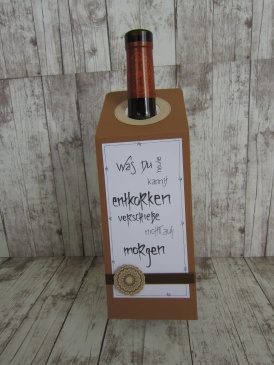 Was Du heute
kannst
entkorken
verschiebe
nicht auf
morgen